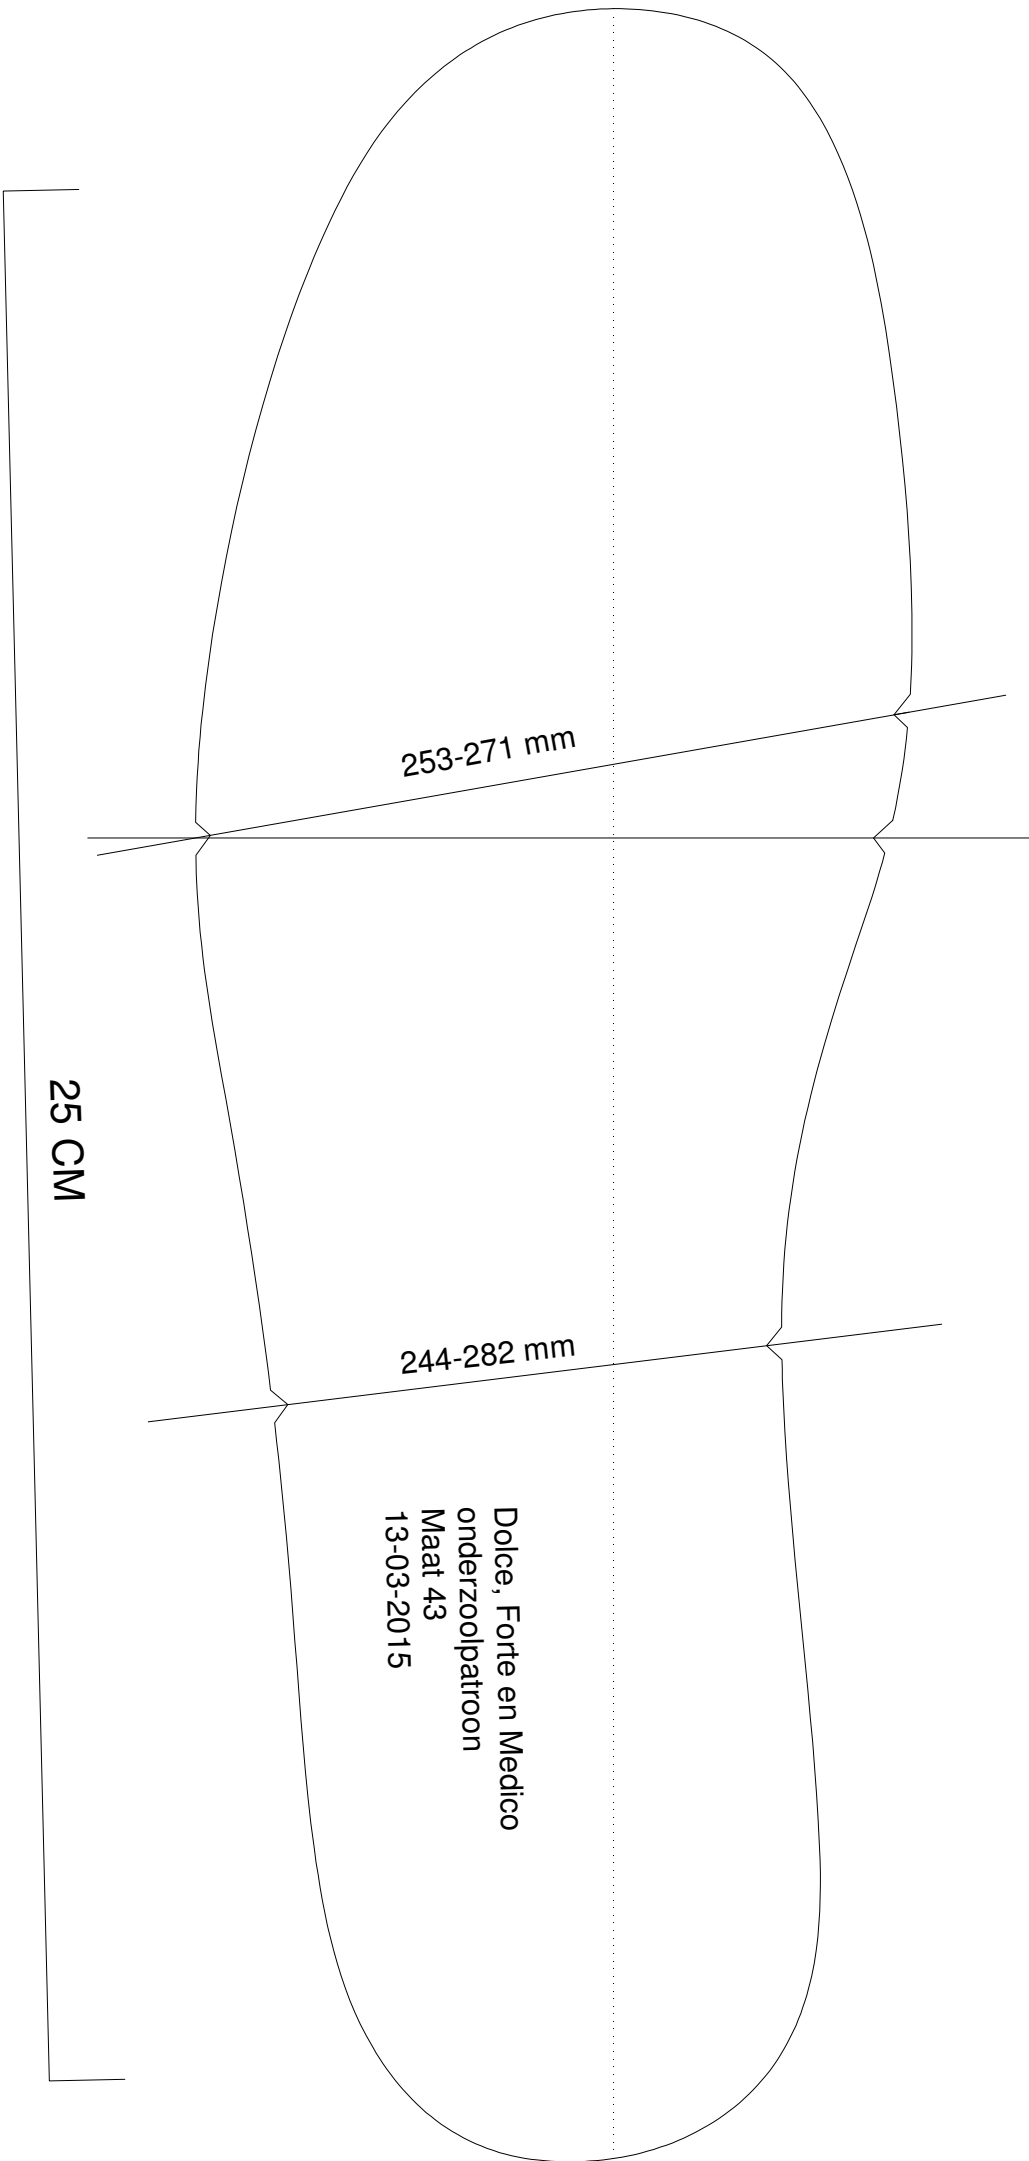 253-271 mm
25 CM
244-282 mm
Dolce, Forte en Medico
onderzoolpatroon
Maat 43
13-03-2015